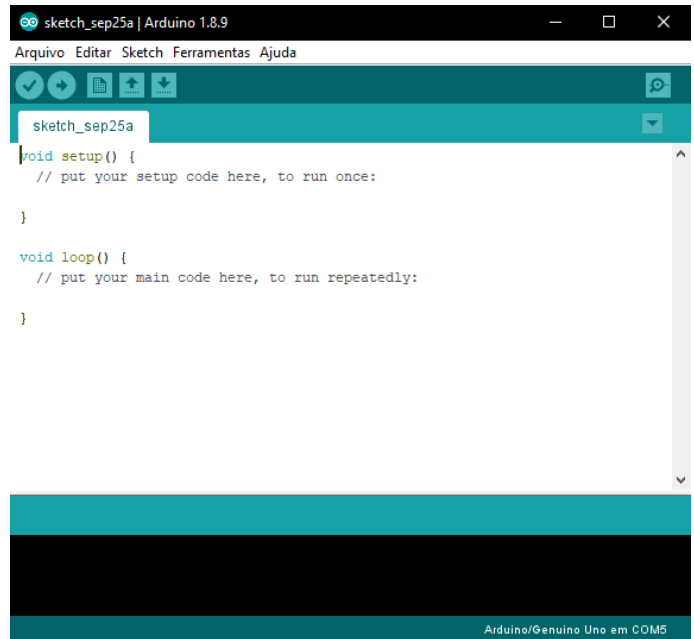 sketch_sep25a | Arduino 1.8.9
Arquivo Editar Sketch Ferramentas Ajuda
sketch_sep25a
void setup() {
// put your setup code here, to run once:
}
void loop() {
// put your main code here, to run repeatedly:
}
Arduino/Genuino Uno em COM5